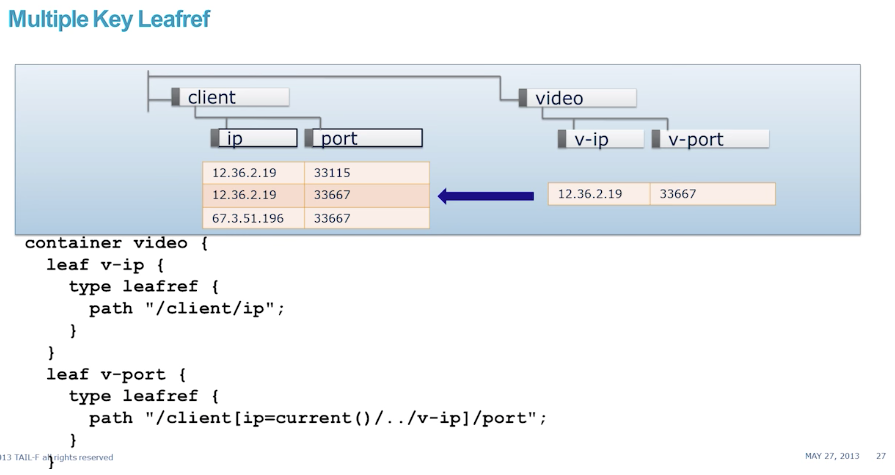 Multiple Key Leafref
client
video
ip
port
v-ip
v-port
12.36.2.19 33115
12.36.2.19 33667
67.3.51.196 33667
12.36.2.19 33667
container video {
leaf v-ip {
type leafref {
path "/client/ip";
}
}
leaf v-port {
type leafref {
path "/client[ip=current()/../v-ip]/port";
}
}
013 TAIL-F all rights reserved
MAY 27, 2013 27